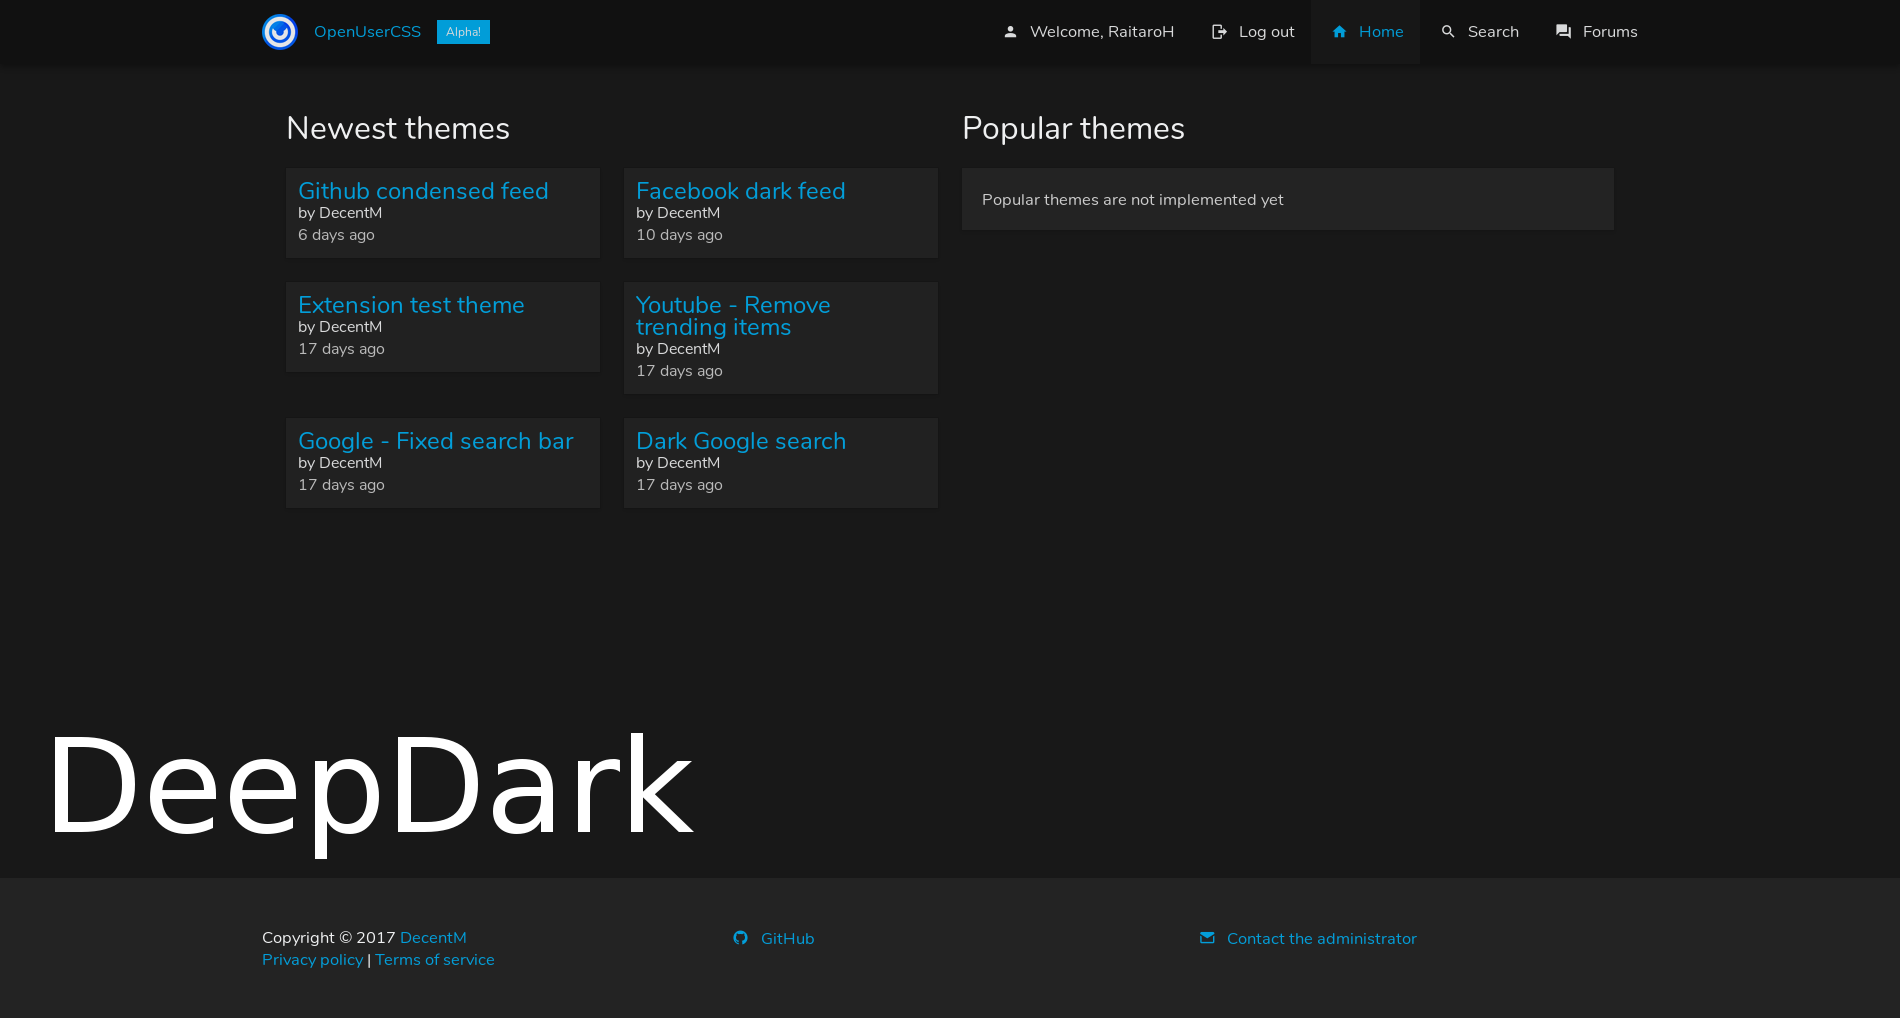 OpenUserCSS
Alpha!
Welcome, RaitaroH
Log out
Home
Search
Forums
Newest themes
Github condensed feed
by DecentM
6 days ago
Facebook dark feed
by DecentM
10 days ago
Extension test theme
by DecentM
17 days ago
Youtube - Remove
trending items
by DecentM
17 days ago
Google - Fixed search bar
by DecentM
17 days ago
Dark Google search
by DecentM
17 days ago
Popular themes
Popular themes are not implemented yet
DeepDark
Copyright © 2017 DecentM
Privacy policy | Terms of service
GitHub
Contact the administrator